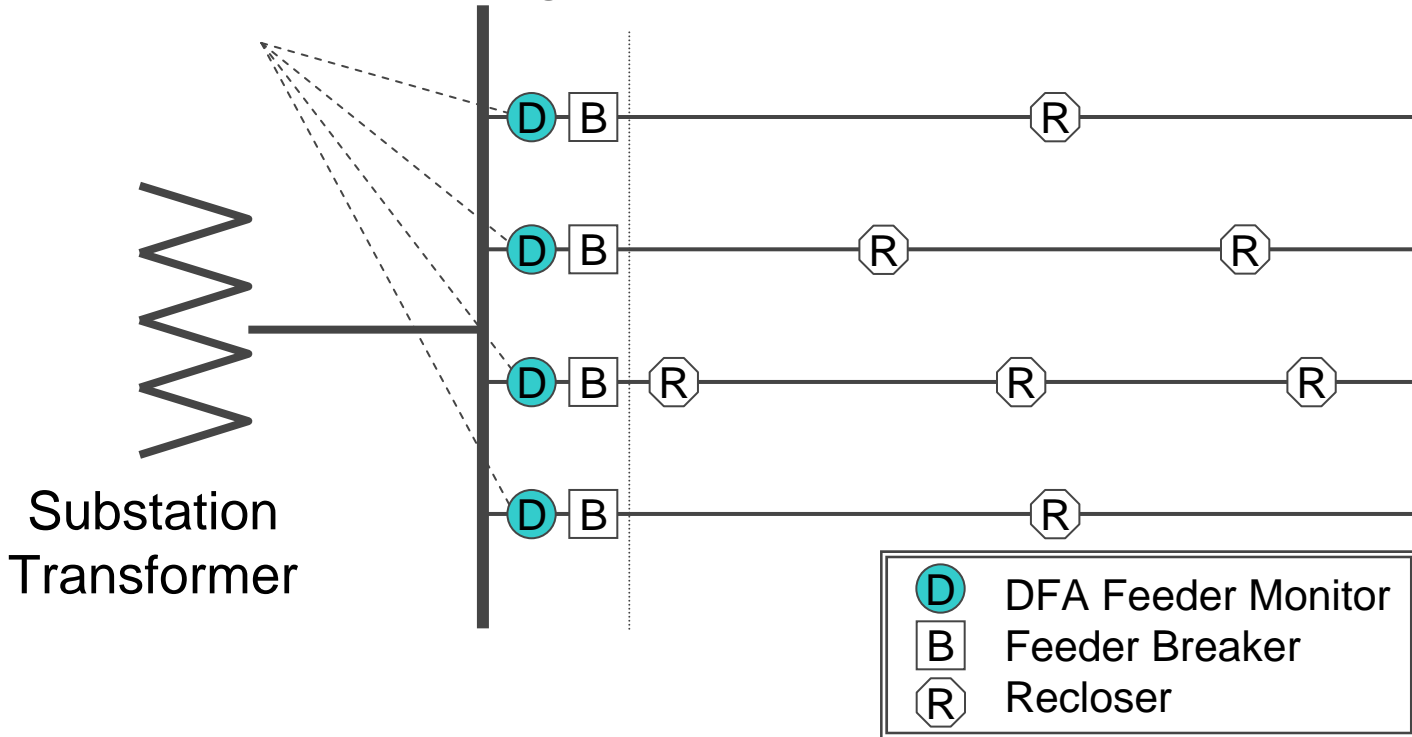 D B R
D B R R
D B R R R
D B R
Substation
Transformer
D DFA Feeder Monitor
B Feeder Breaker
R Recloser